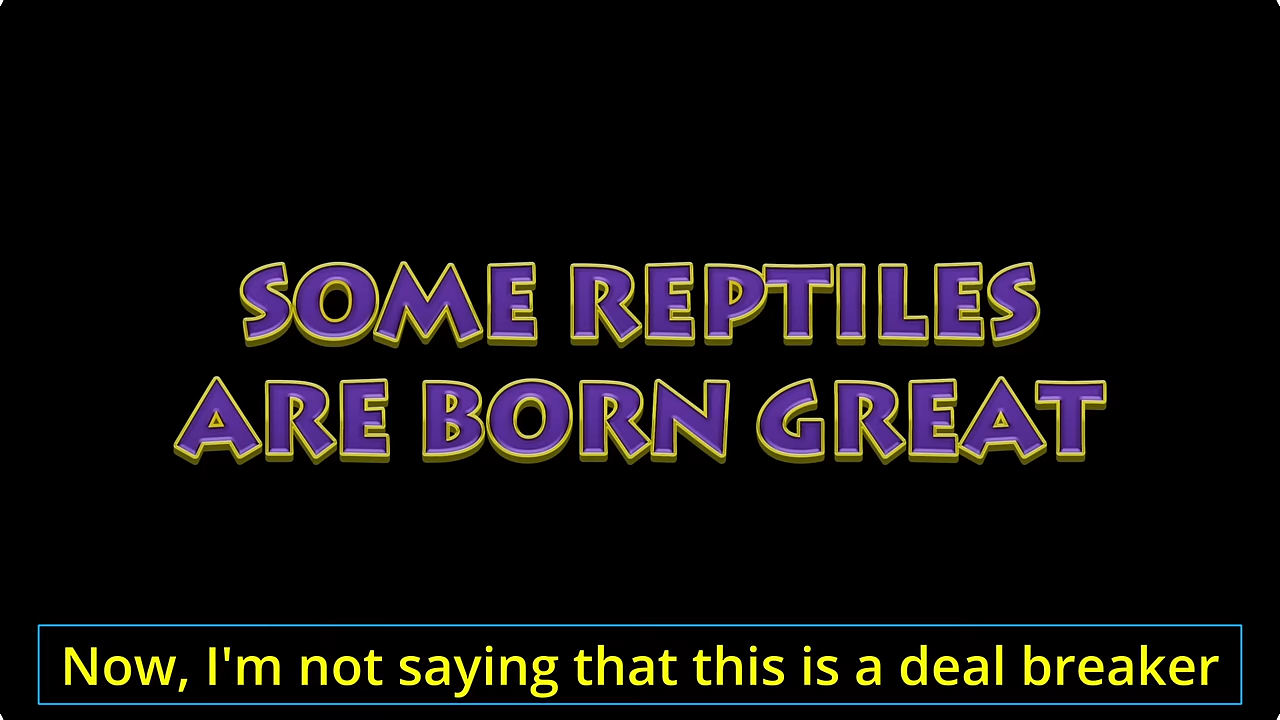 SOME REPTILES
ARE BORN GREAT
Now, I'm not saying that this is a deal breaker